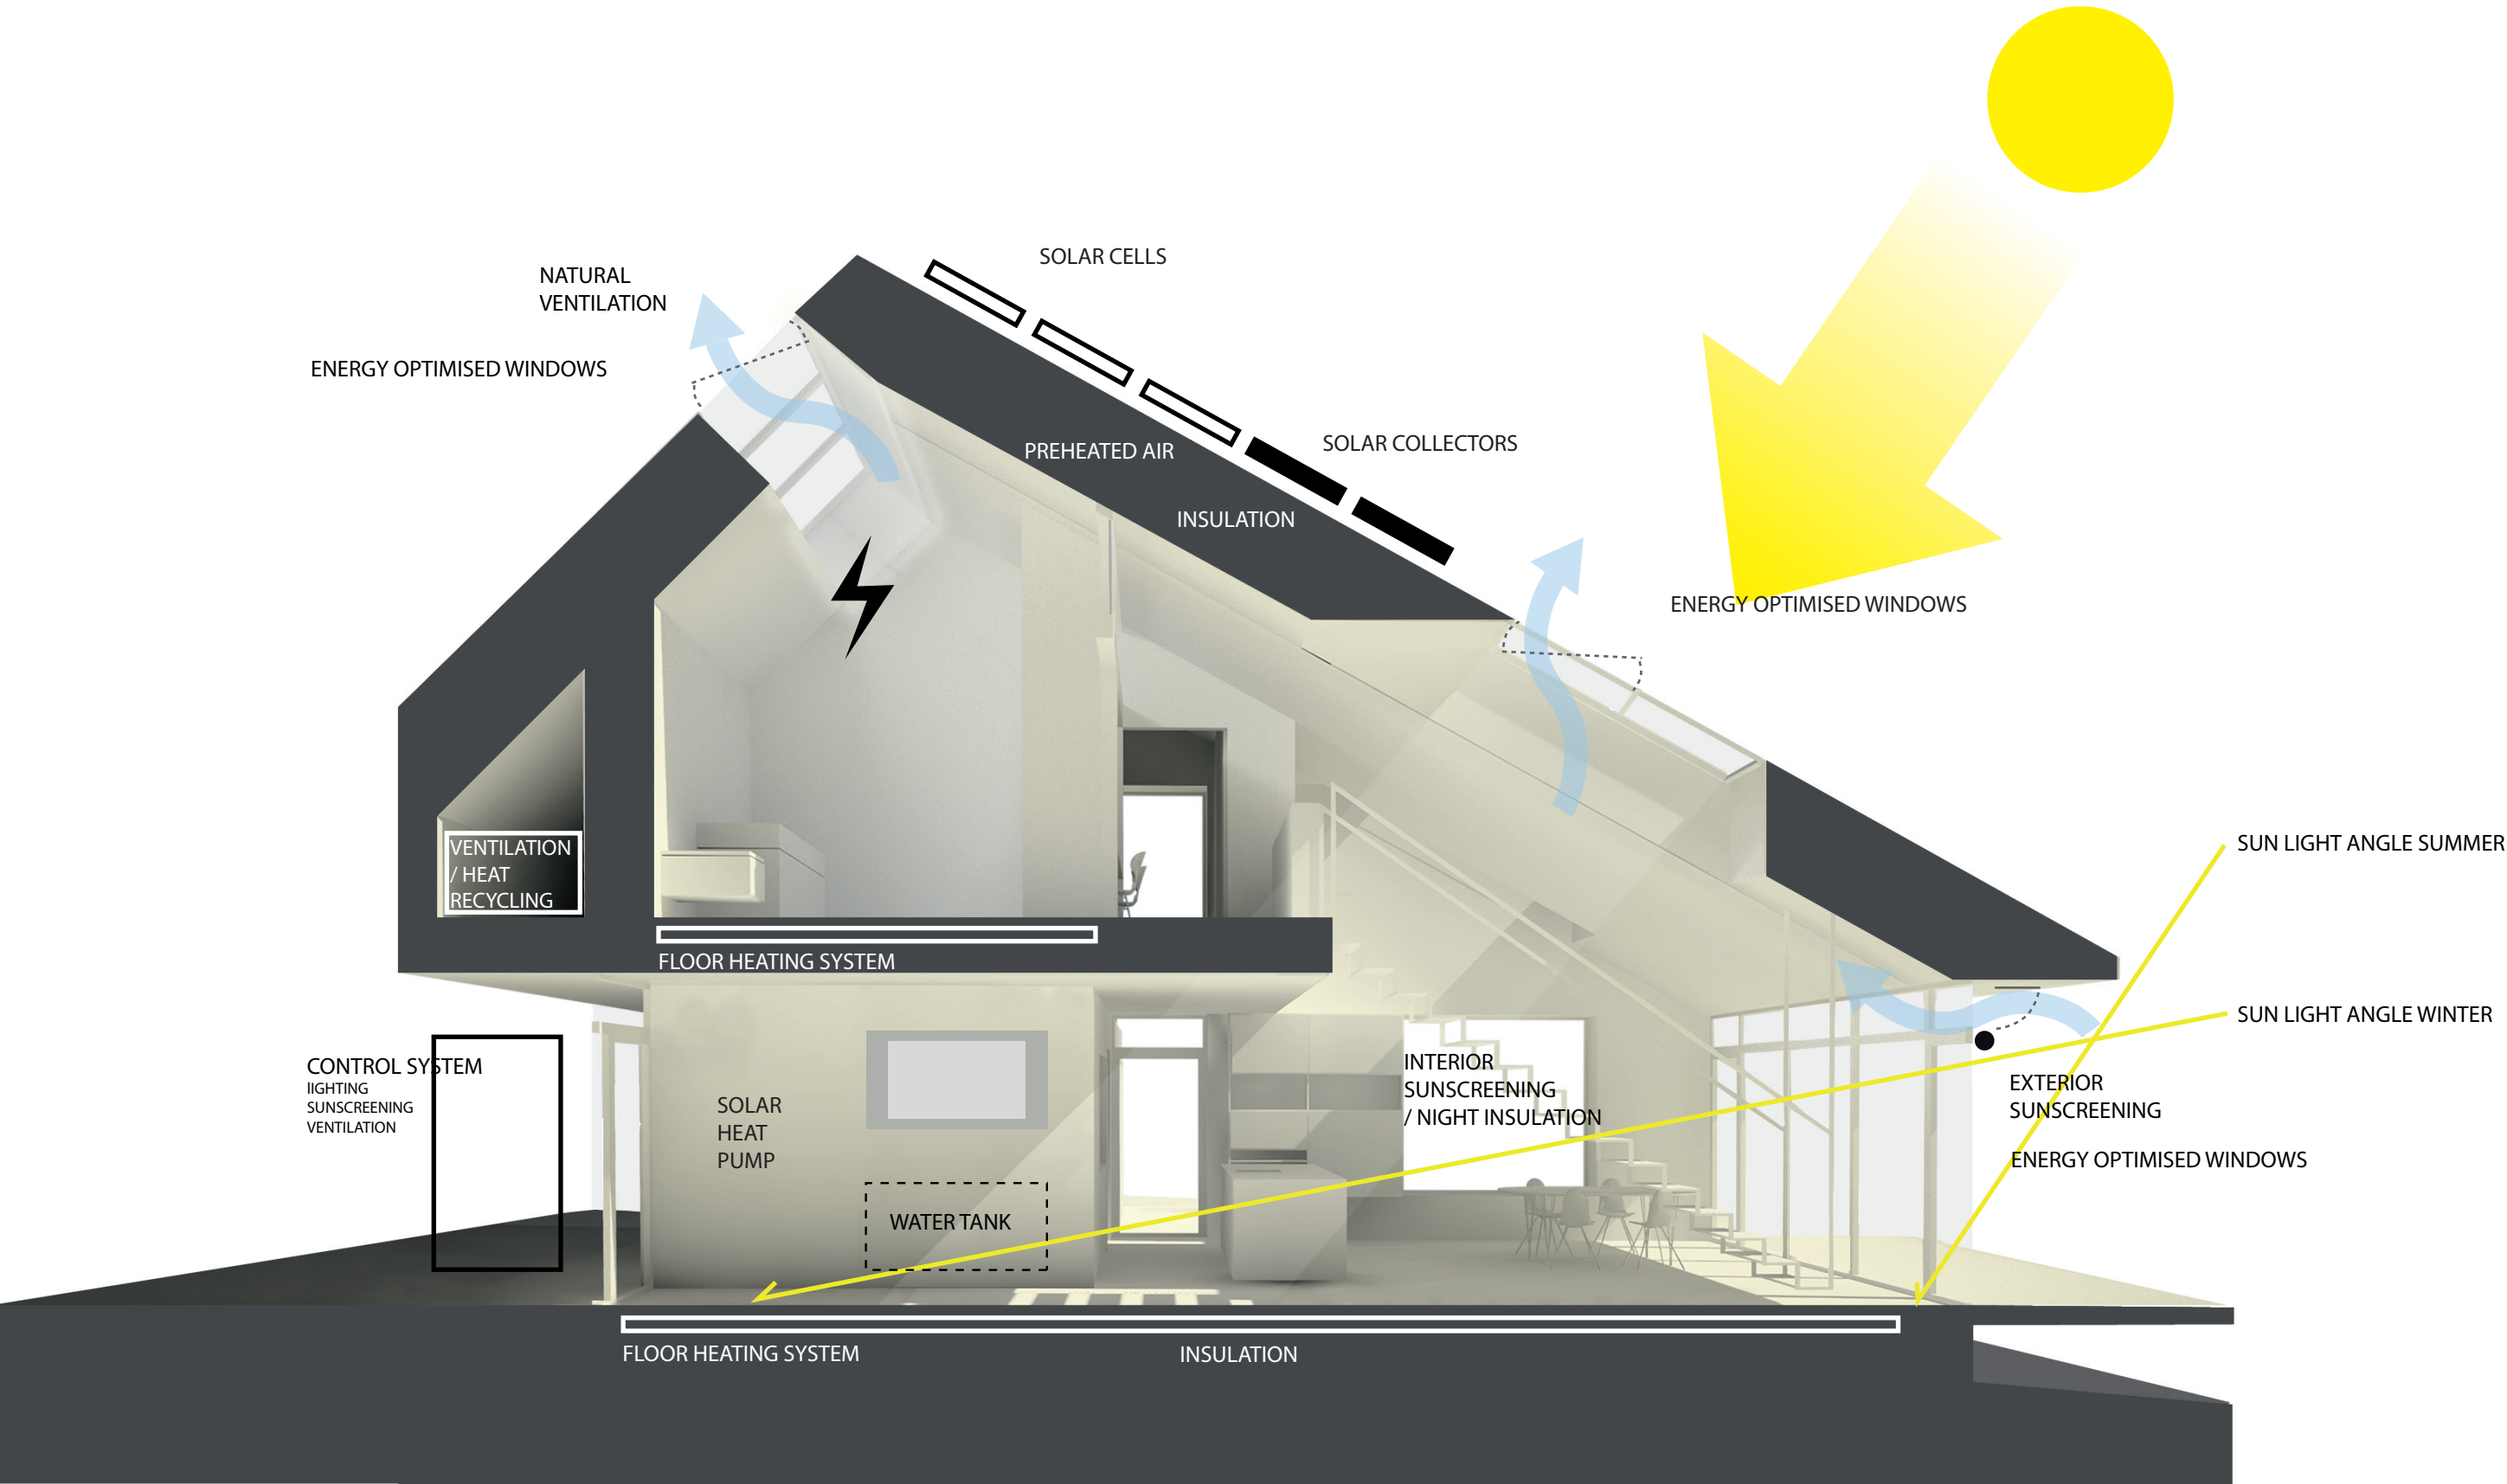 SOLAR CELLS
NATURAL
VENTILATION
ENERGY OPTIMISED WINDOWS
PREHEATED AIR
SOLAR COLLECTORS
INSULATION
ENERGY OPTIMISED WINDOWS
VENTILATION
/ HEAT
RECYCLING
SUN LIGHT ANGLE SUMMER
FLOOR HEATING SYSTEM
SUN LIGHT ANGLE WINTER
CONTROL SYSTEM
lIGHTING
SUNSCREENING
VENTILATION
SOLAR
HEAT
PUMP
INTERIOR
SUNSCREENING
/ NIGHT INSULATION
EXTERIOR
SUNSCREENING
ENERGY OPTIMISED WINDOWS
WATER TANK
FLOOR HEATING SYSTEM
INSULATION